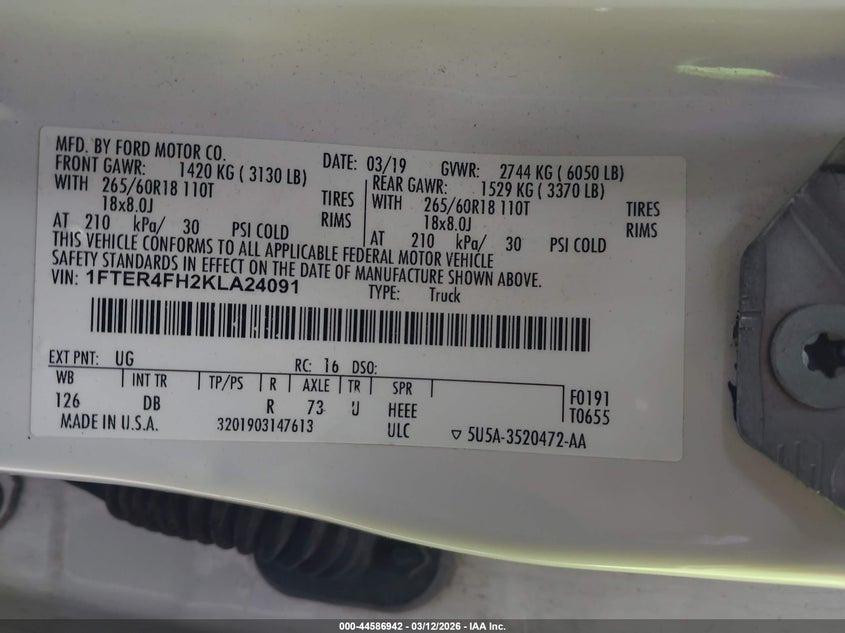 MFD. BY FORD MOTOR CO.
DATE: 03/19 GVWR: 2744 KG ( 6050 LB)
FRONT GAWR: 1420 KG ( 3130 LB)
WITH 265/60R18 110T TIRES
18x8.0J RIMS
AT 210 kPa/ 30 PSI COLD
REAR GAWR: 1529 KG ( 3370 LB)
WITH 265/60R18 110T TIRES
18x8.0J RIMS
AT 210 kPa/ 30 PSI COLD
THIS VEHICLE CONFORMS TO ALL APPLICABLE FEDERAL MOTOR VEHICLE
SAFETY STANDARDS IN EFFECT ON THE DATE OF MANUFACTURE SHOWN ABOVE.
VIN: 1FTER4FH2KLA24091
TYPE: Truck
EXT PNT: UG RC: 16 DSO:
WB INT TR TP/PS R AXLE TR SPR
126 DB R 73 U HEEE
F0191
T0655
MADE IN U.S.A. 3201903147613 ULC ▽ 5U5A-3520472-AA
000-44586942 - 03/12/2026 - IAA Inc.